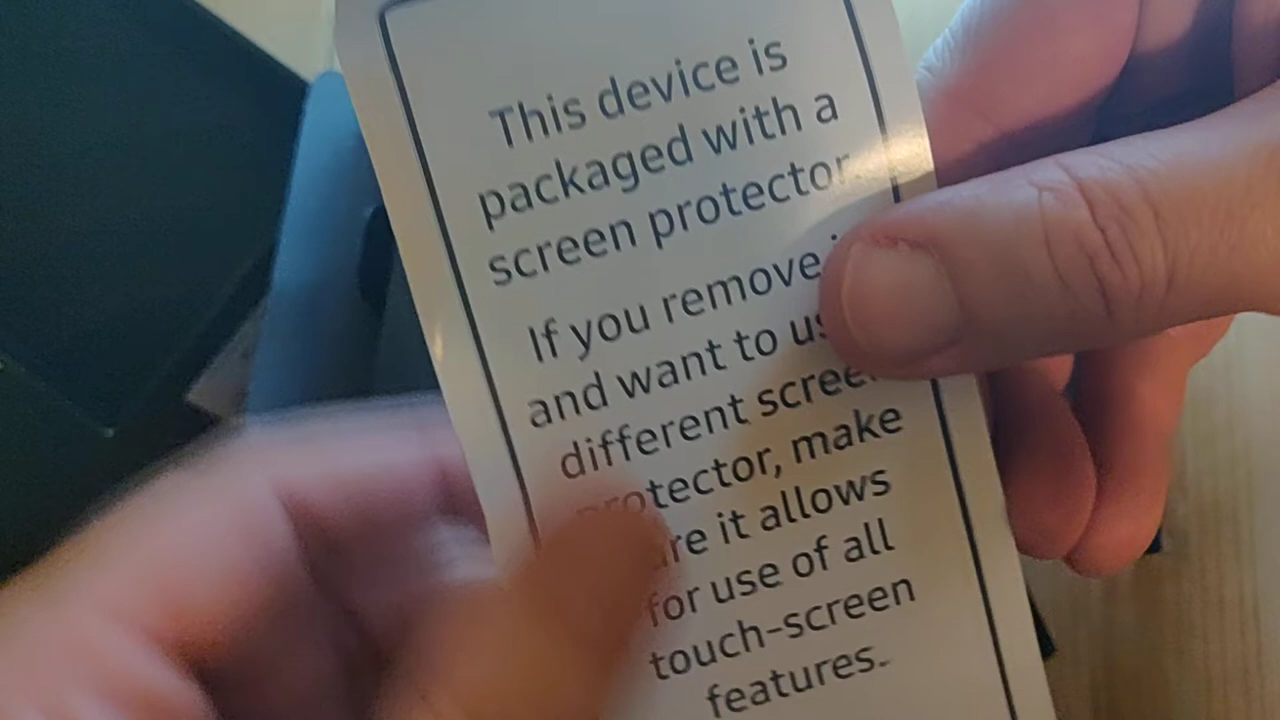 This device is
packaged with a
screen protector
If you remove
and want to
different
protector, make
it allows
for use of all
touch-screen
features.